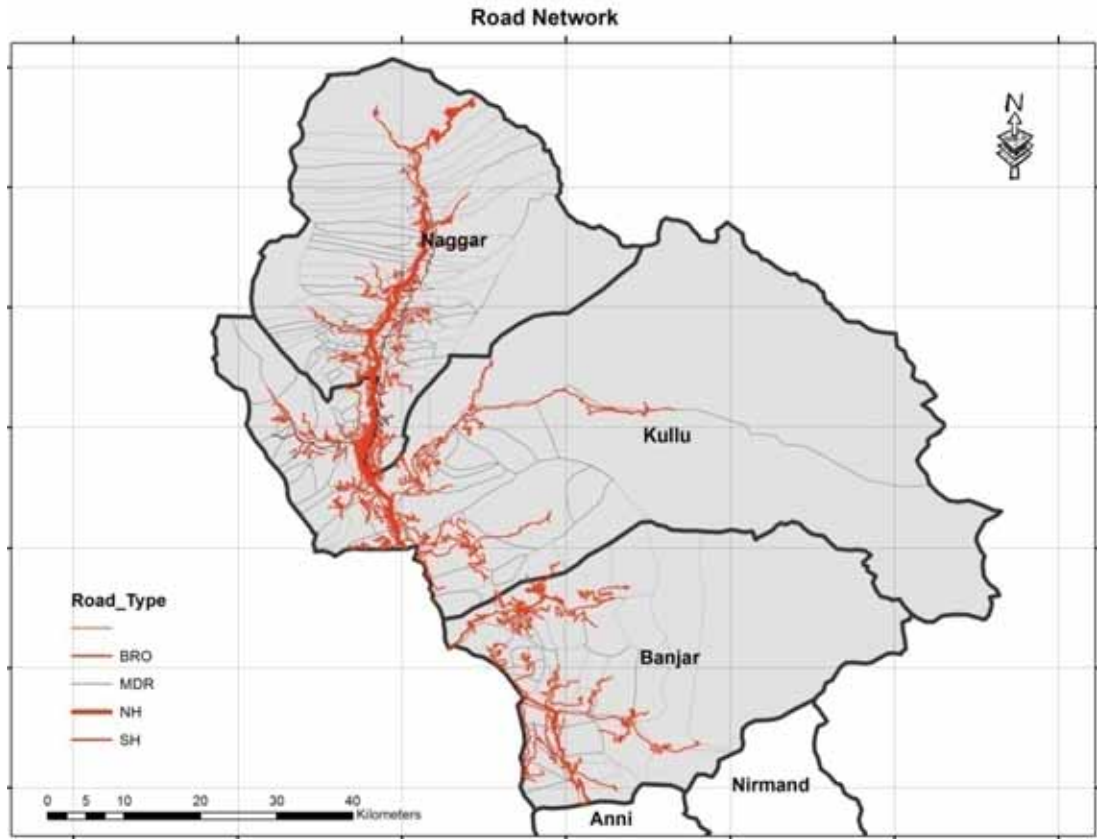 Road Network
N
Naggar
Kullu
Road_Type
BRO
MDR
NH
SH
Banjar
Nirmand
Anni
0 5 10 20 30 40
Kilometers